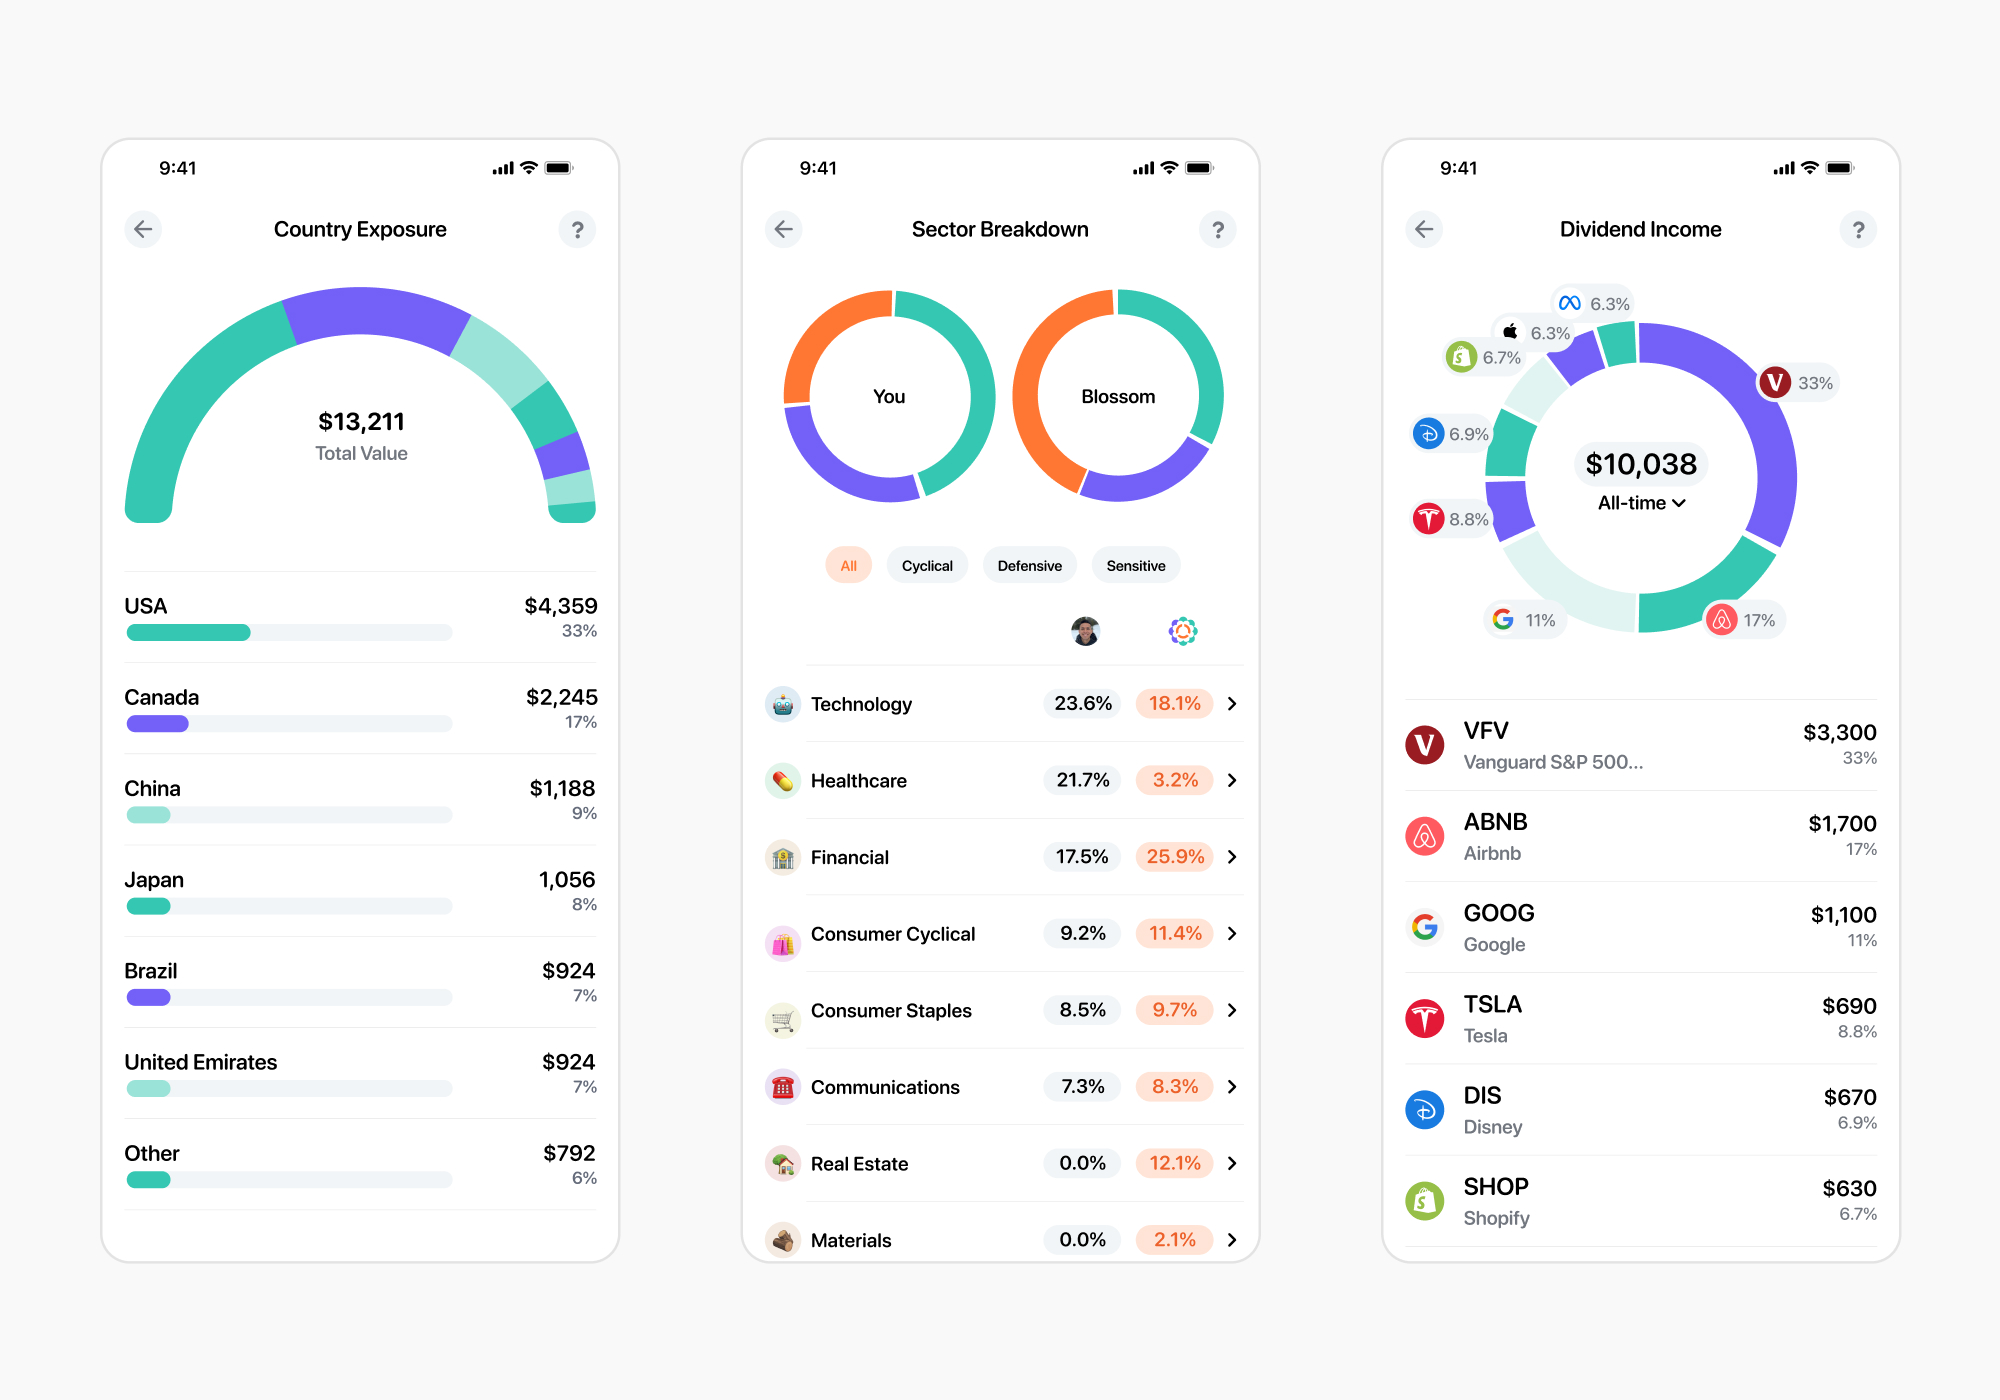 9:41
Country Exposure
?
$13,211
Total Value
USA
$4,359
33%
Canada
$2,245
17%
China
$1,188
9%
Japan
1,056
8%
Brazil
$924
7%
United Emirates
$924
7%
Other
$792
6%
9:41
Sector Breakdown
?
You
Blossom
All
Cyclical
Defensive
Sensitive
Technology
23.6%
18.1%
Healthcare
21.7%
3.2%
Financial
17.5%
25.9%
Consumer Cyclical
9.2%
11.4%
Consumer Staples
8.5%
9.7%
Communications
7.3%
8.3%
Real Estate
0.0%
12.1%
Materials
0.0%
2.1%
9:41
Dividend Income
?
6.3%
6.3%
6.7%
33%
6.9%
8.8%
11%
17%
$10,038
All-time
VFV
Vanguard S&P 500...
$3,300
33%
ABNB
Airbnb
$1,700
17%
GOOG
Google
$1,100
11%
TSLA
Tesla
$690
8.8%
DIS
Disney
$670
6.9%
SHOP
Shopify
$630
6.7%